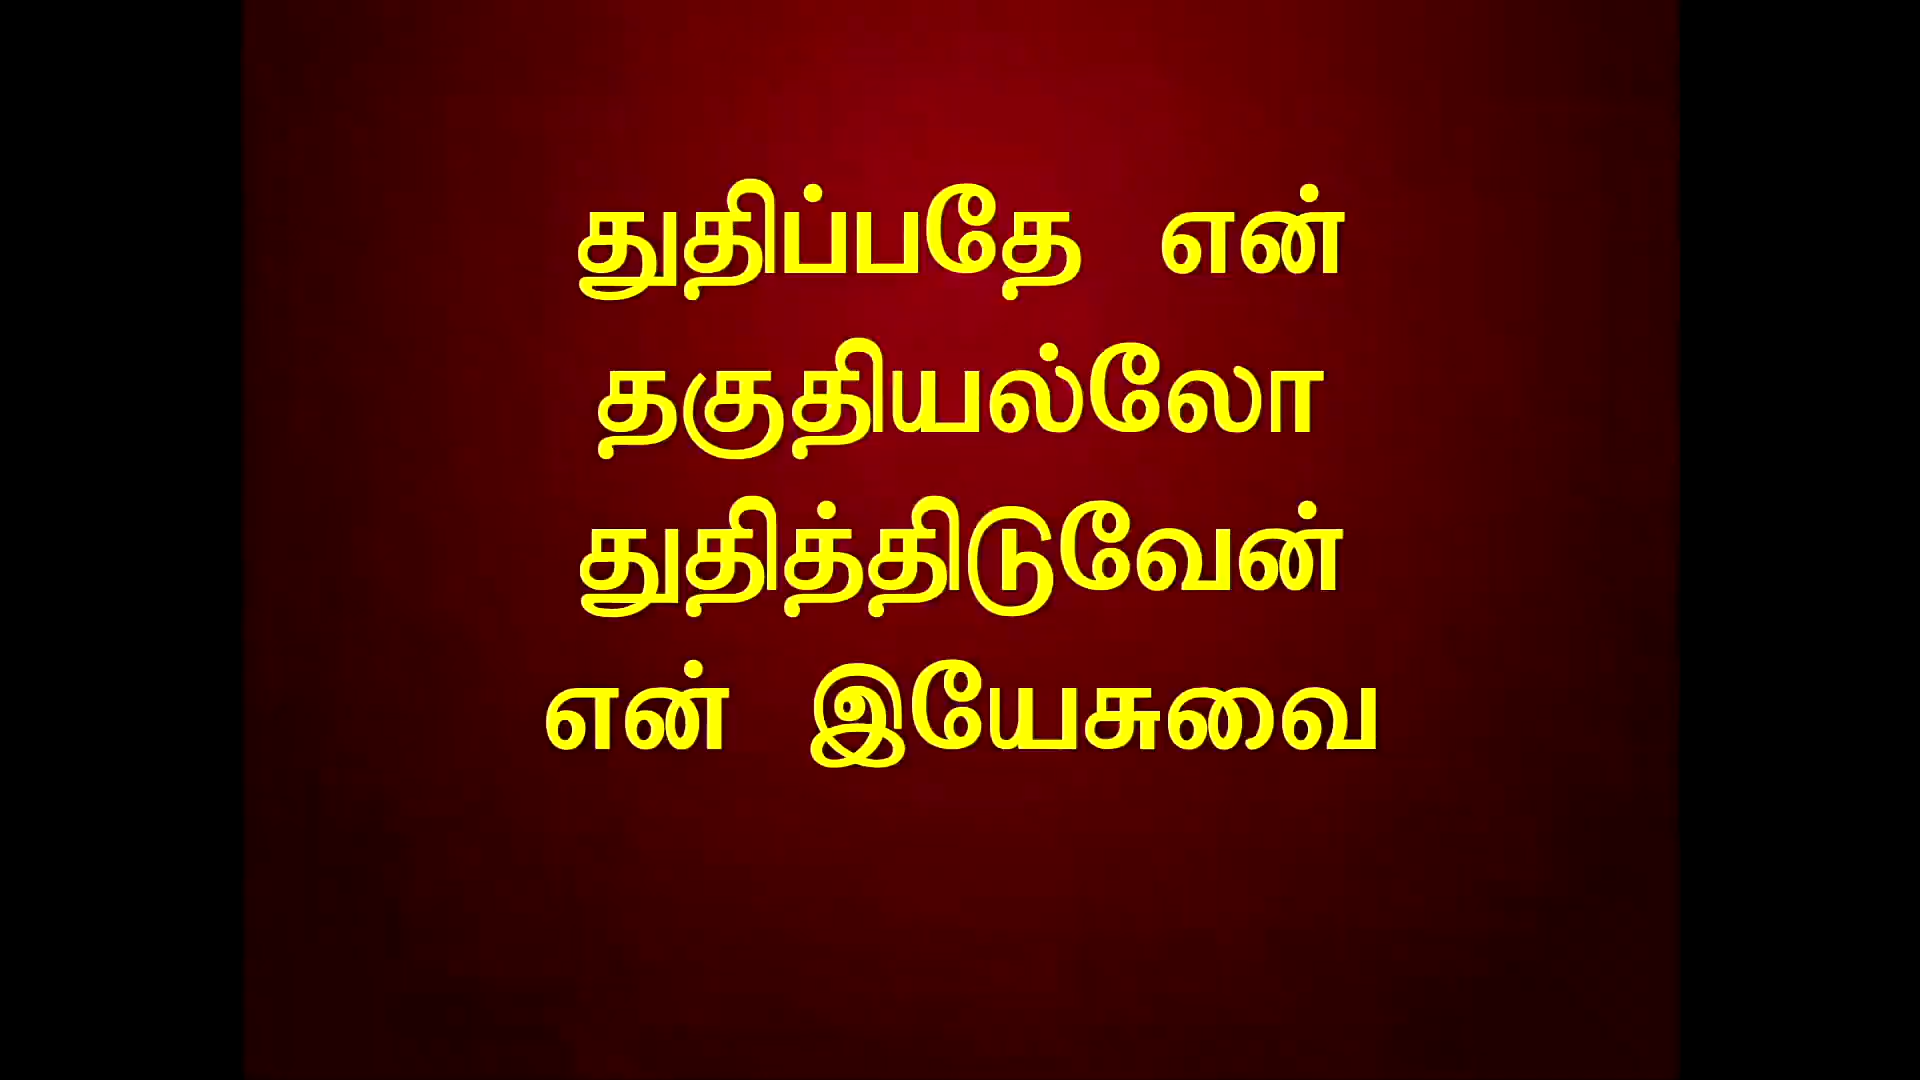 துதிப்பதே என்
தகுதியல்லோ
துதித்திடுவேன்
என் இயேசுவை